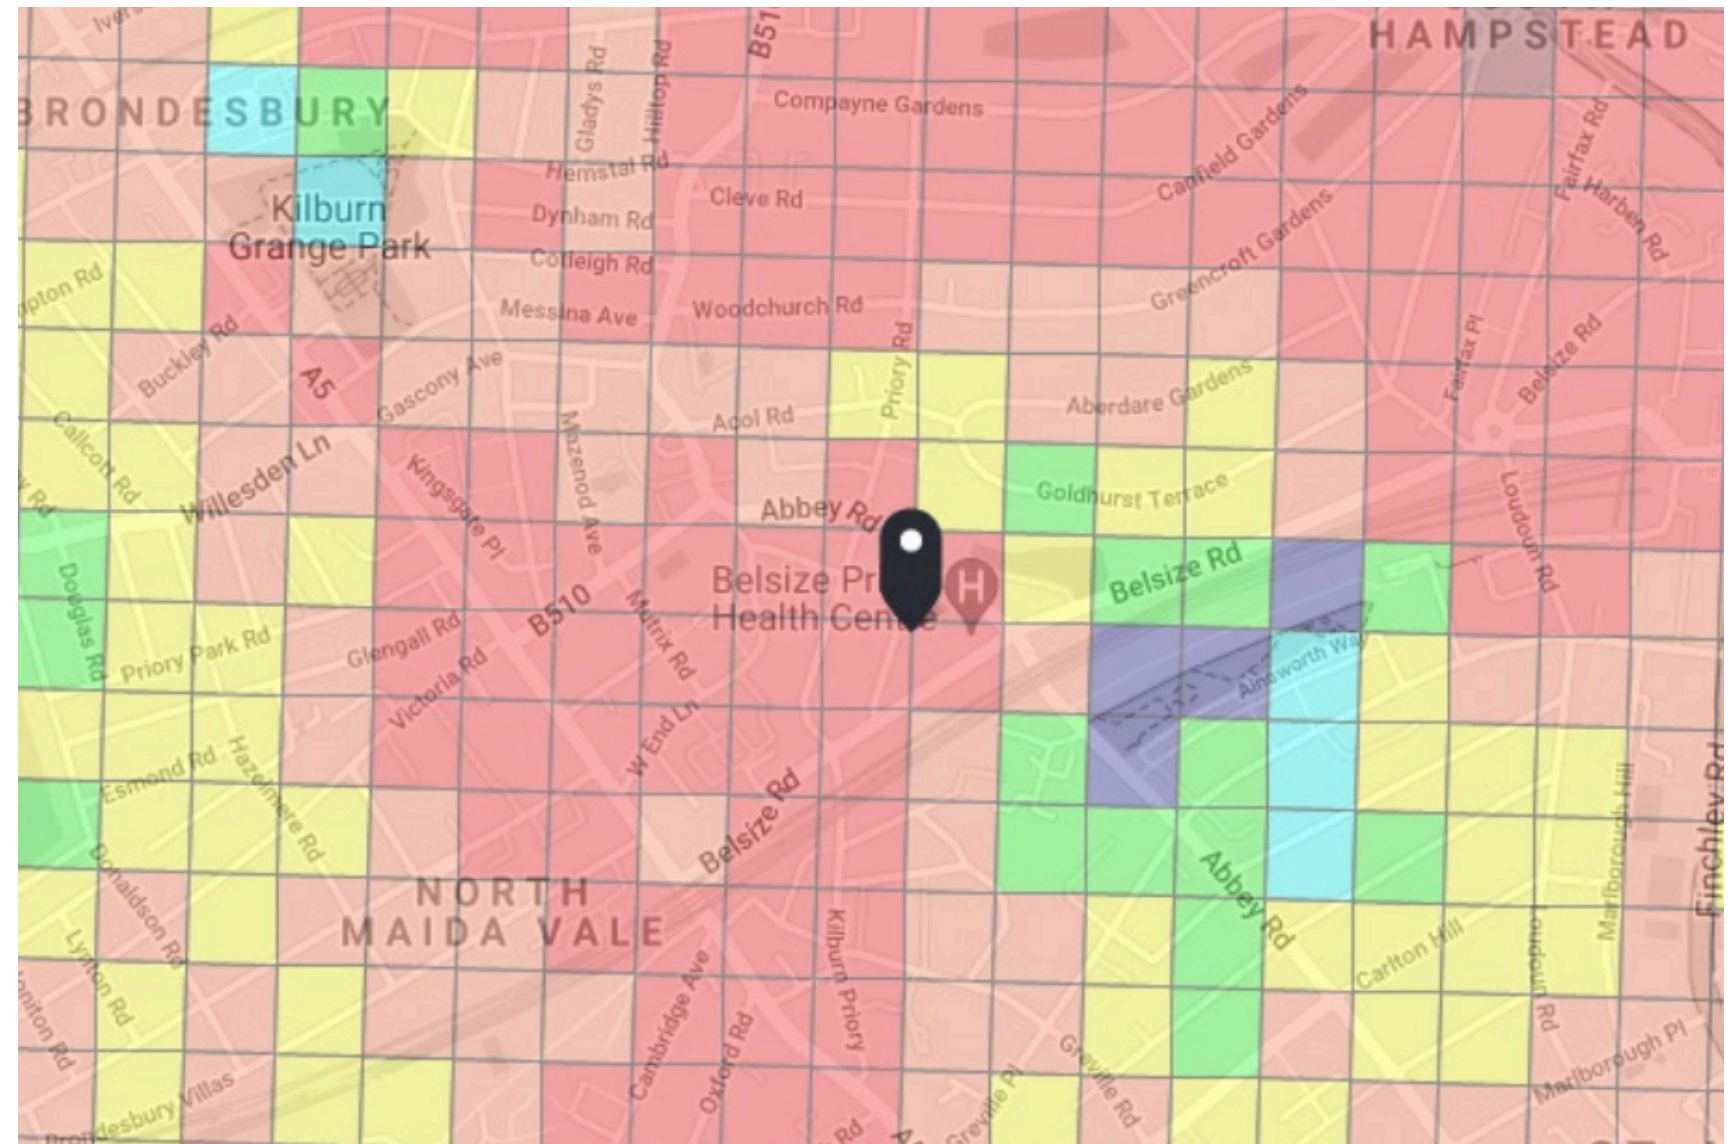 HAMPSTEAD
B51
BRONDESBURY
Gladys Rd
Hilltop Rd
Compayne Gardens
Canfield Gardens
Fairfax Rd
Harben Rd
Hemstal Rd
Cleve Rd
Dynham Rd
Kilburn
Grange Park
Cotleigh Rd
Greencroft Gardens
Messina Ave
Woodchurch Rd
Buckley Rd
Priory Rd
Fairfax Pl
Belsize Rd
A5
Gascony Ave
Acol Rd
Aberdare Gardens
Callcott Rd
Willesden Ln
Kingsgate Pl
Mazenod Ave
Abbey Rd
Goldhurst Terrace
Loudoun Rd
Douglas Rd
Belsize Pr
Health Centre
H
Belsize Rd
B510
Matrix Rd
Priory Park Rd
Glengall Rd
Victoria Rd
Ainsworth Wa
W End Ln
Esmond Rd
Hazelmere Rd
Belsize Rd
Marlborough Hill
Finchley Rd
Donaldson Rd
NORTH
MAIDA VALE
Abbey Rd
Kilburn Priory
Carlton Hill
Loudoun Rd
Lynton Rd
Cambridge Ave
Oxford Rd
Greville Pl
Greville Rd
Marlborough Pl
Brondesbury Villas
Rd